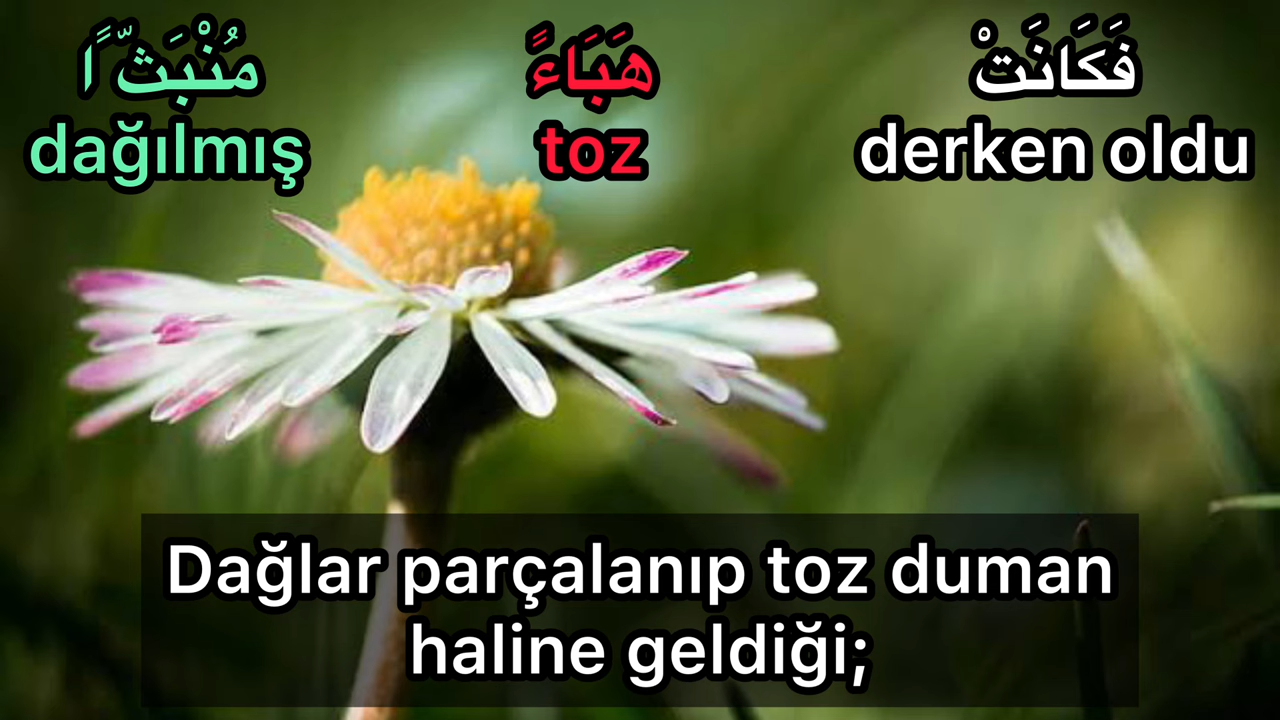 فَكَانَتْ هَبَاءً مُنْبَثًّا
derken oldu toz dağılmış
Dağlar parçalanıp toz duman
haline geldiği;